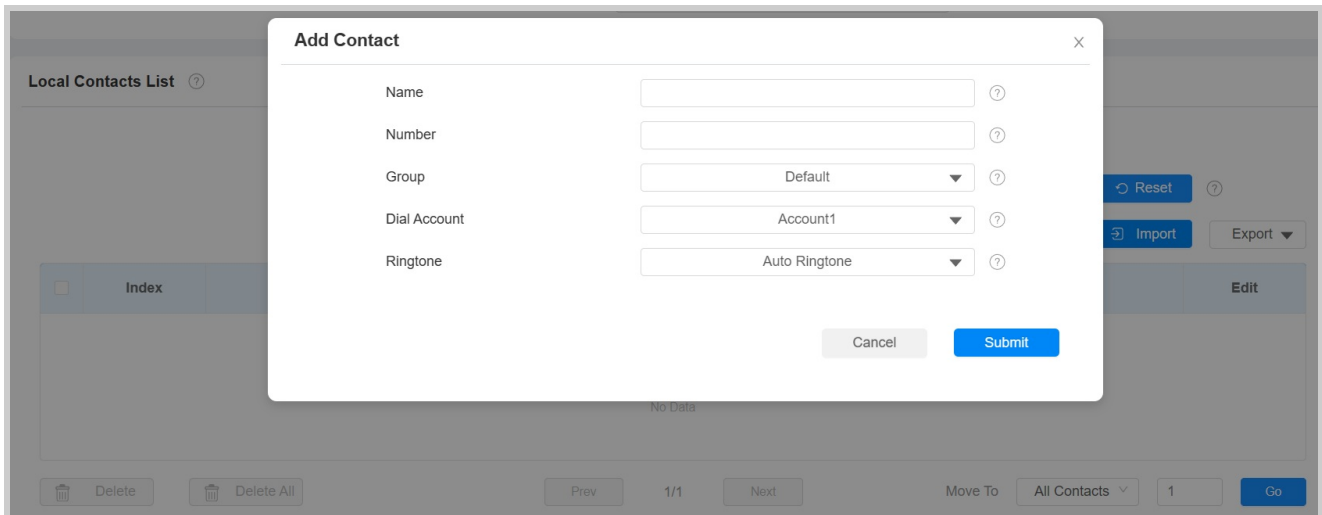 Add Contact
X
Local Contacts List ?
Name ?
Number ?
Group Default ?
Dial Account Account1 ?
Ringtone Auto Ringtone ?
Reset ?
Import Export
Index Edit
Cancel Submit
No Data
Delete Delete All Prev 1/1 Next Move To All Contacts 1 Go